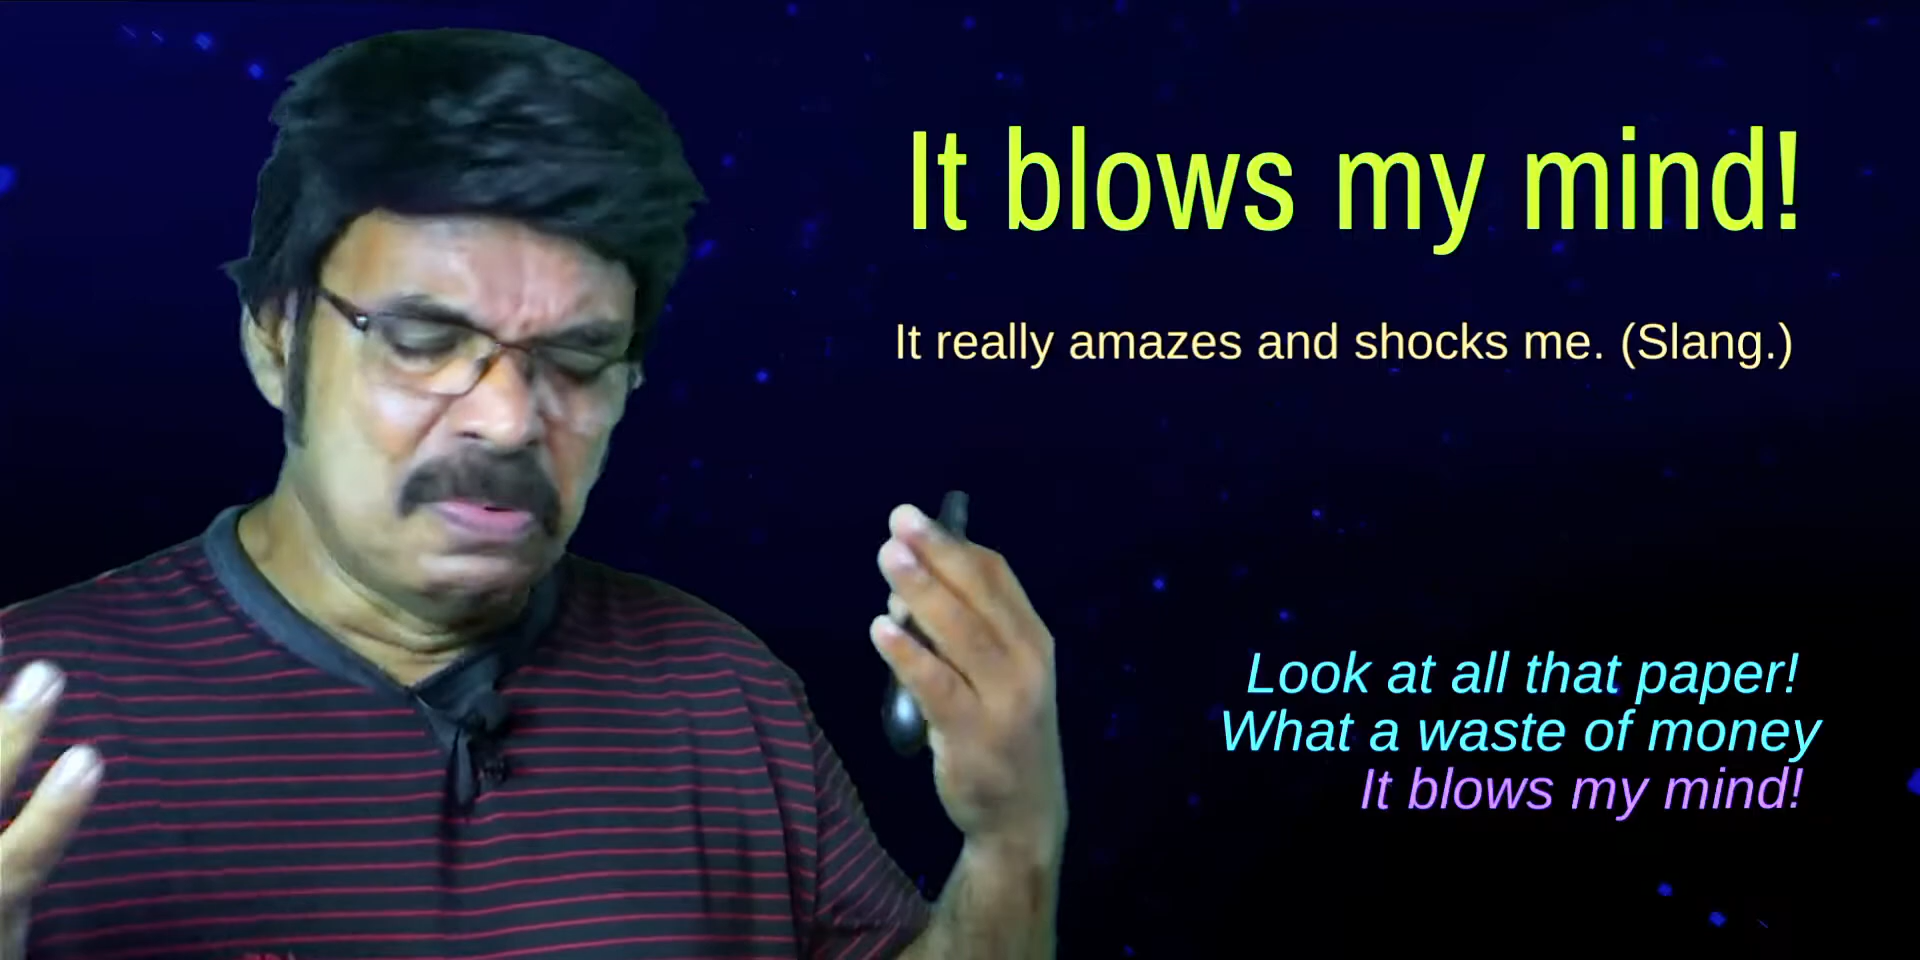 It blows my mind!
It really amazes and shocks me. (Slang.)
Look at all that paper!
What a waste of money
It blows my mind!